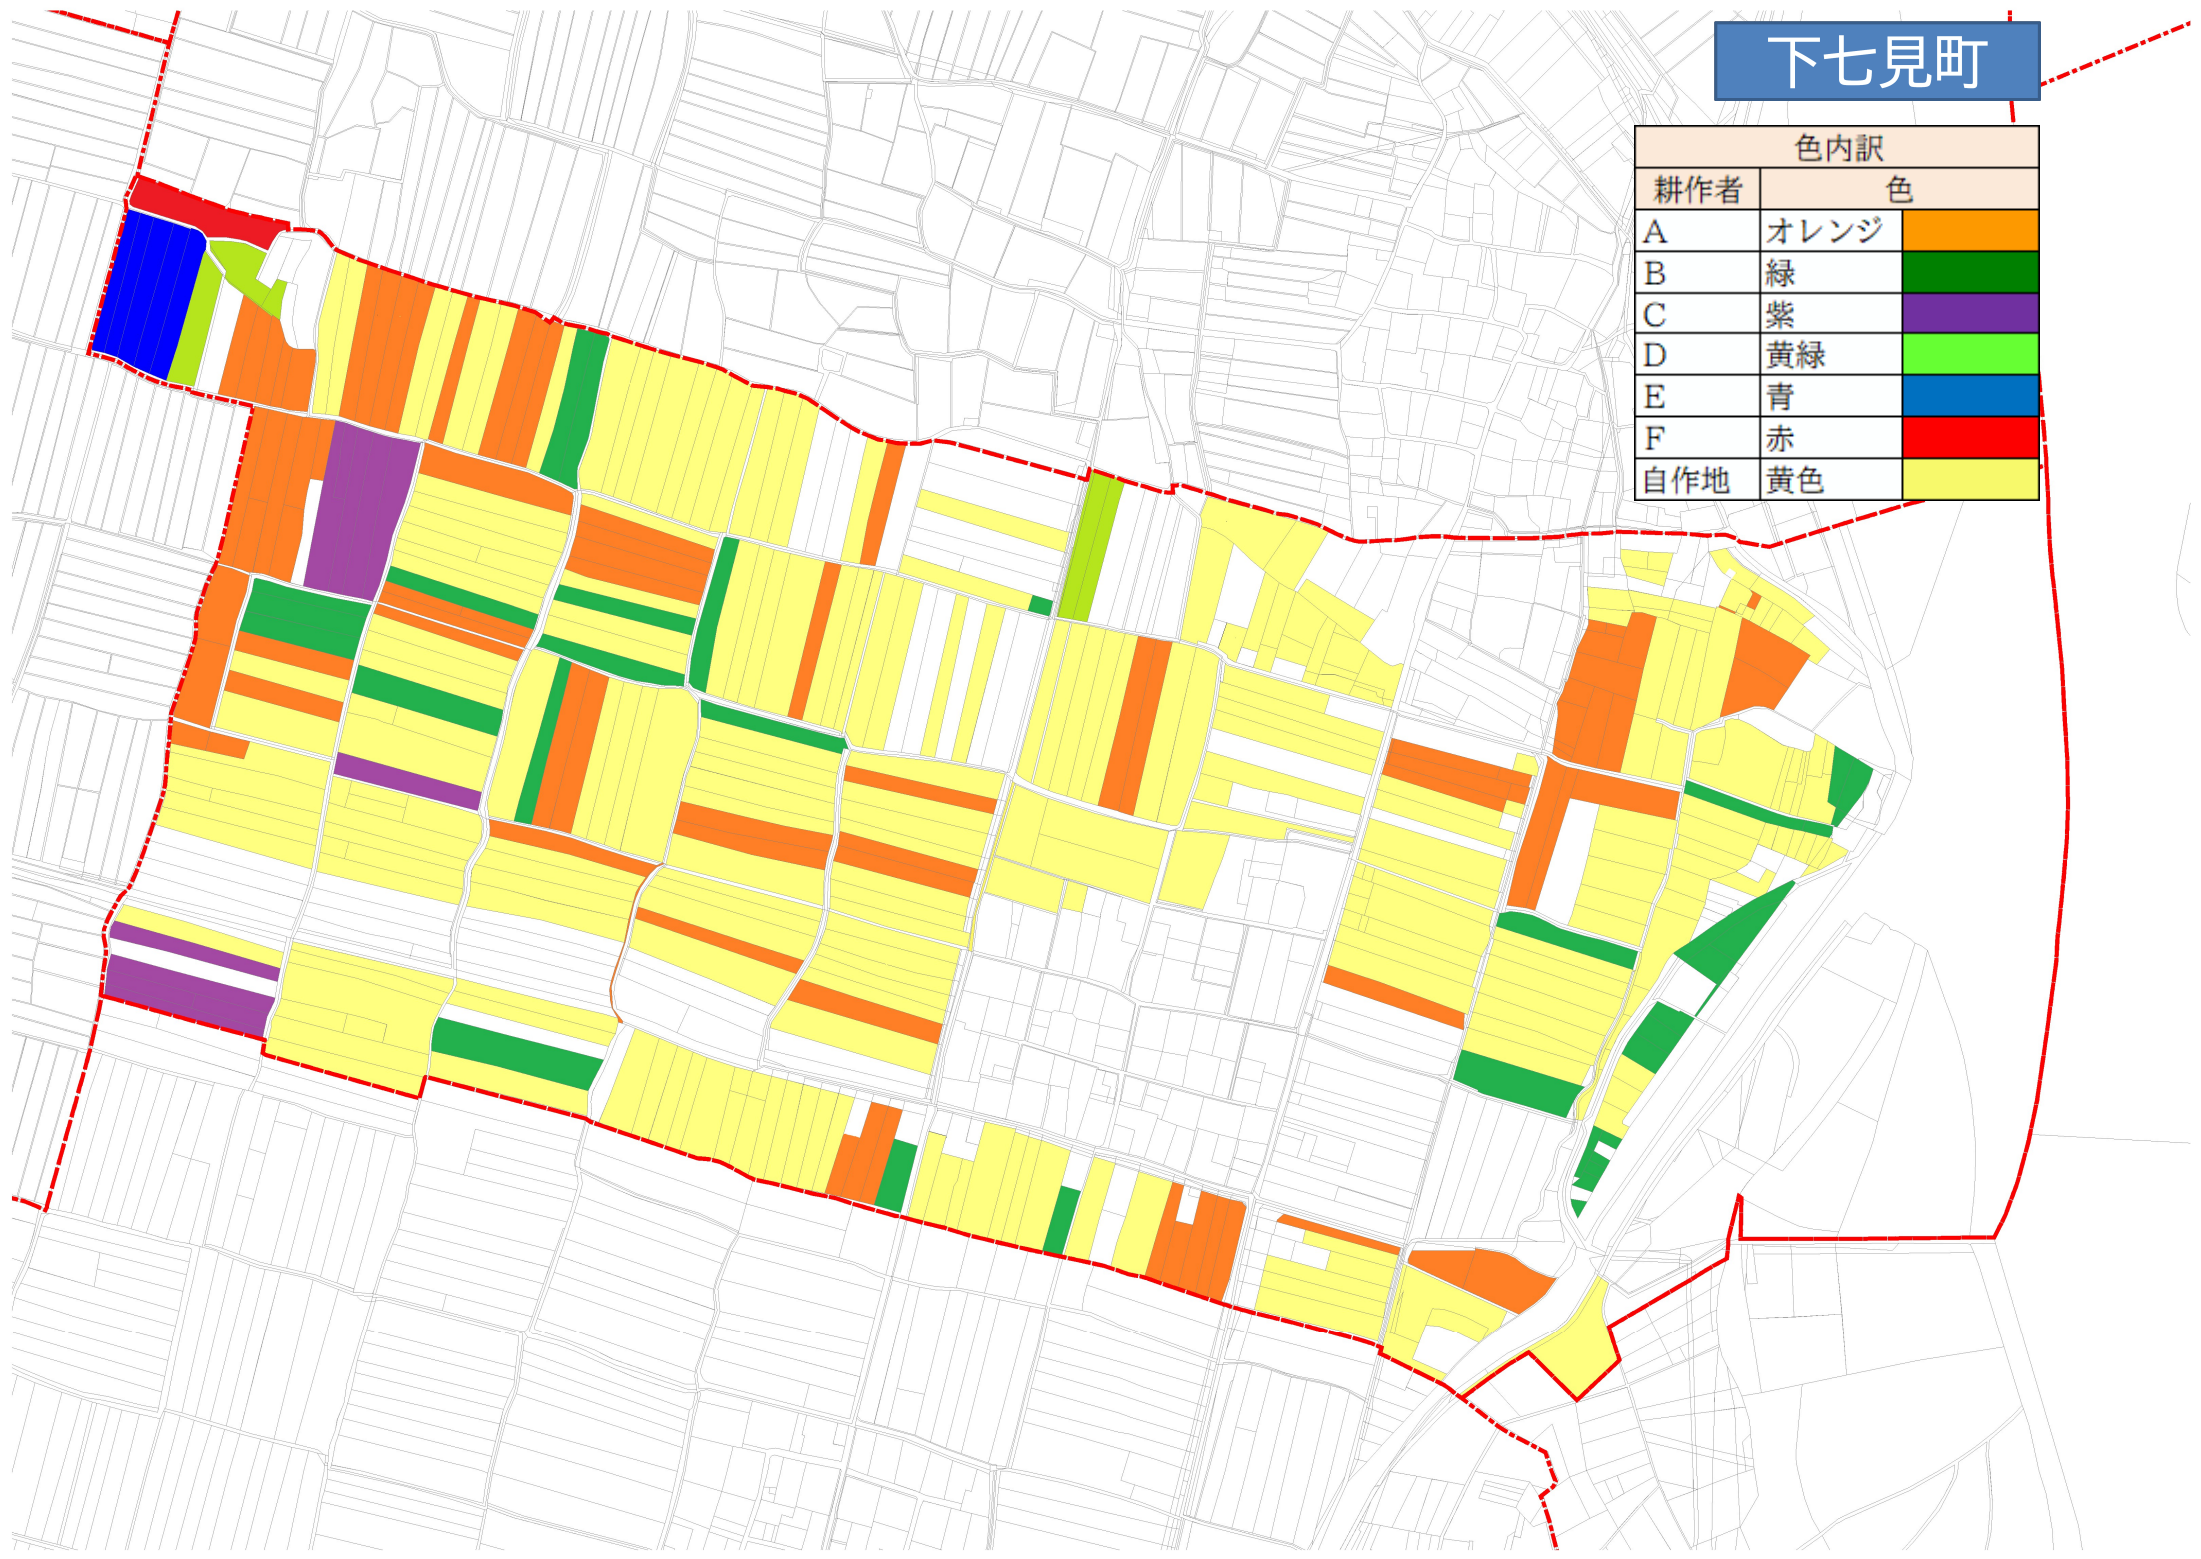 下七見町
色内訳
耕作者 色
A オレンジ
B 緑
C 紫
D 黄緑
E 青
F 赤
自作地 黄色